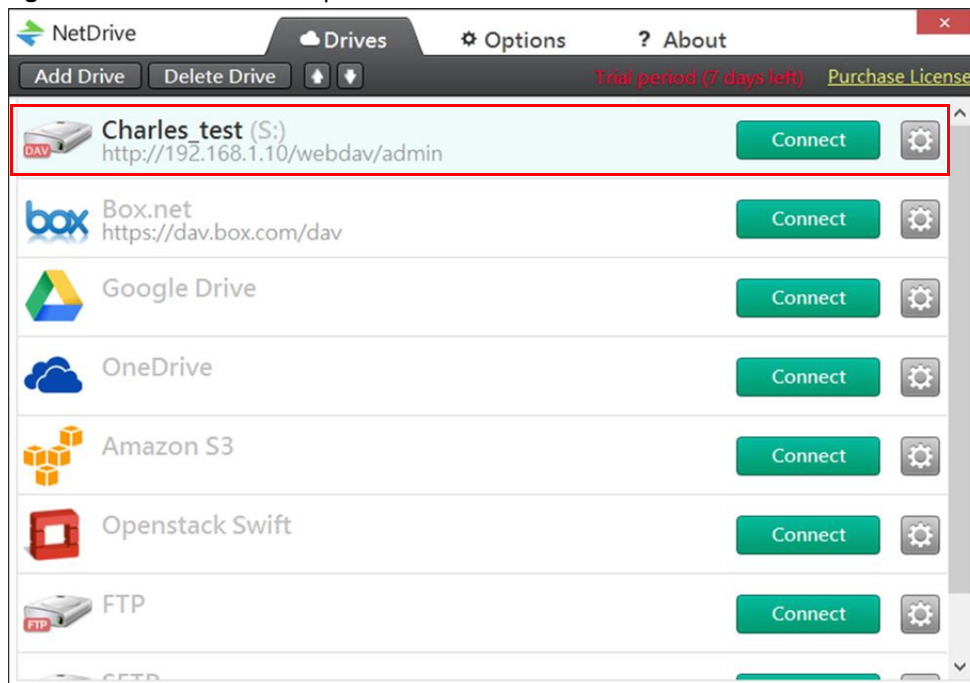 NetDrive
Drives
Options
? About
Add Drive
Delete Drive
Trial period (7 days left)
Purchase License
DAV
Charles_test (S:)
http://192.168.1.10/webdav/admin
Connect
box
Box.net
https://dav.box.com/dav
Connect
Google Drive
Connect
OneDrive
Connect
Amazon S3
Connect
Openstack Swift
Connect
FTP
FTP
Connect
SFTP